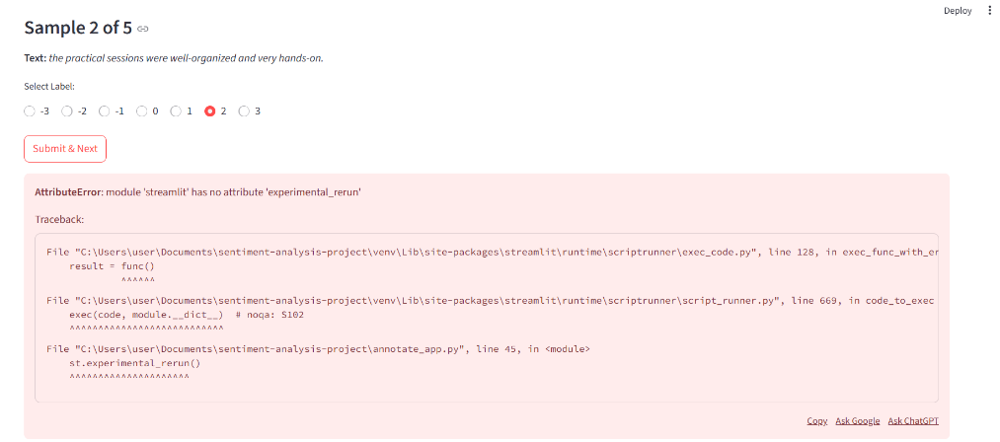 Deploy
Sample 2 of 5
Text: the practical sessions were well-organized and very hands-on.
Select Label:
-3 -2 -1 0 1 2 3
Submit & Next
AttributeError: module 'streamlit' has no attribute 'experimental_rerun'
Traceback:
File "C:\Users\user\Documents\sentiment-analysis-project\venv\Lib\site-packages\streamlit\runtime\scriptrunner\exec_code.py", line 128, in exec_func_with_er
result = func()
^^^^^^
File "C:\Users\user\Documents\sentiment-analysis-project\venv\Lib\site-packages\streamlit\runtime\scriptrunner\script_runner.py", line 669, in code_to_exec
exec(code, module.__dict__)  # noqa: S102
^^^^^^^^^^^^^^^^^^^^^^^^^^^
File "C:\Users\user\Documents\sentiment-analysis-project\annotate_app.py", line 45, in <module>
st.experimental_rerun()
^^^^^^^^^^^^^^^^^^^^^
Copy Ask Google Ask ChatGPT